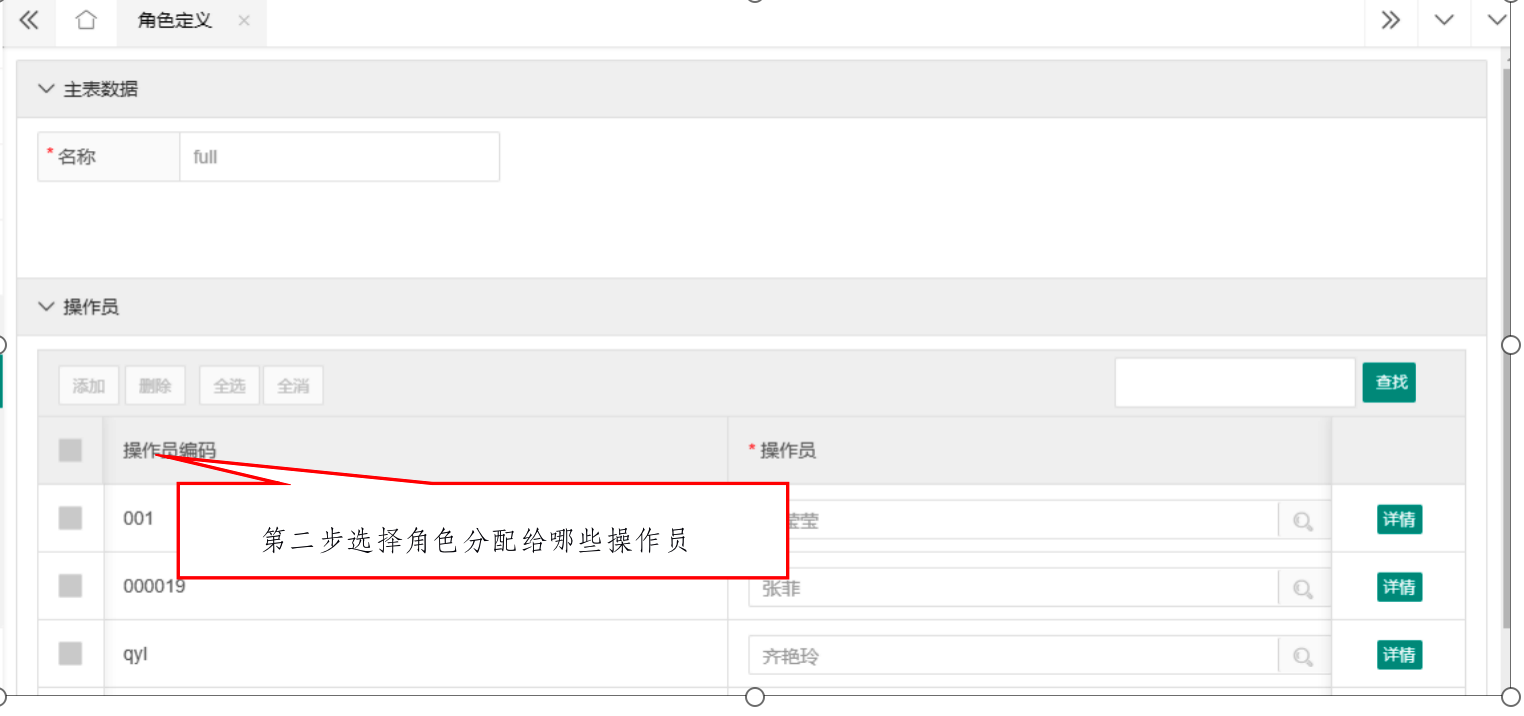 角色定义
主表数据
* 名称 full
操作员
添加 删除 全选 全消 查找
操作员编码 * 操作员
001 莹 详情
第二步选择角色分配给哪些操作员
000019 张菲 详情
qyl 齐艳玲 详情